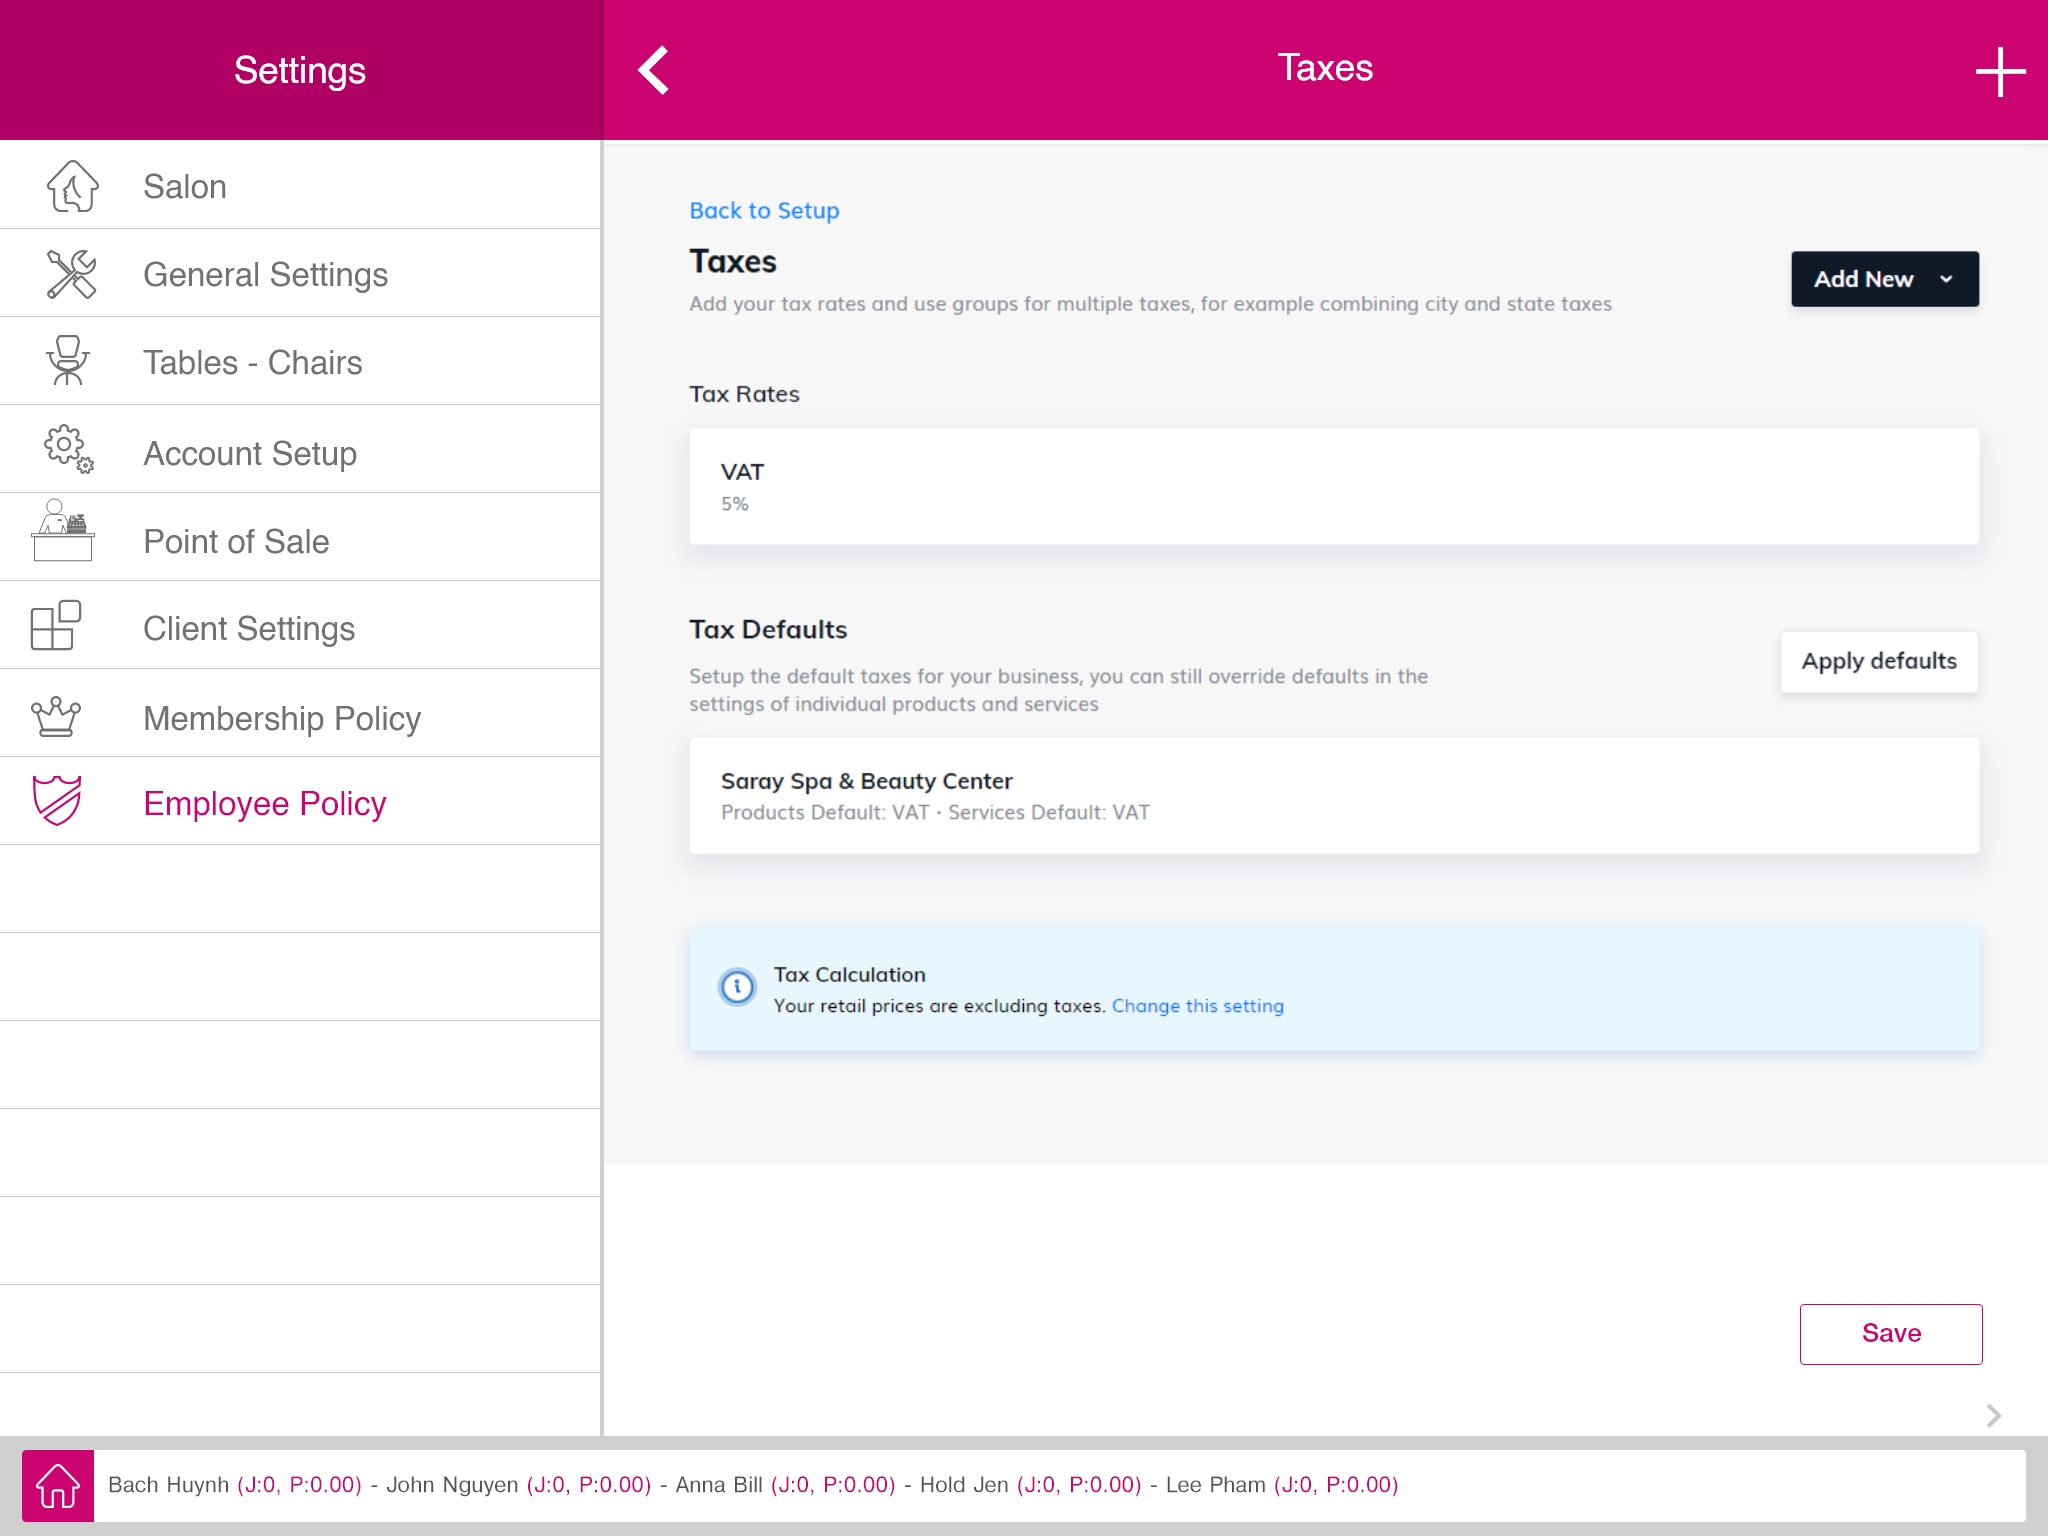 Settings
Taxes
Salon
General Settings
Tables - Chairs
Account Setup
Point of Sale
Client Settings
Membership Policy
Employee Policy
Back to Setup
Taxes
Add New
Add your tax rates and use groups for multiple taxes, for example combining city and state taxes
Tax Rates
VAT
5%
Tax Defaults
Apply defaults
Setup the default taxes for your business, you can still override defaults in the
settings of individual products and services
Saray Spa & Beauty Center
Products Default: VAT · Services Default: VAT
Tax Calculation
Your retail prices are excluding taxes. Change this setting
Save
Bach Huynh (J:0, P:0.00) - John Nguyen (J:0, P:0.00) - Anna Bill (J:0, P:0.00) - Hold Jen (J:0, P:0.00) - Lee Pham (J:0, P:0.00)